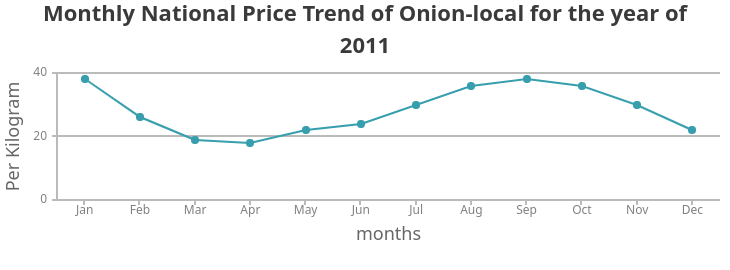 Monthly National Price Trend of Onion-local for the year of
2011
Per Kilogram
40
20
0
Jan Feb Mar Apr May Jun Jul Aug Sep Oct Nov Dec
months